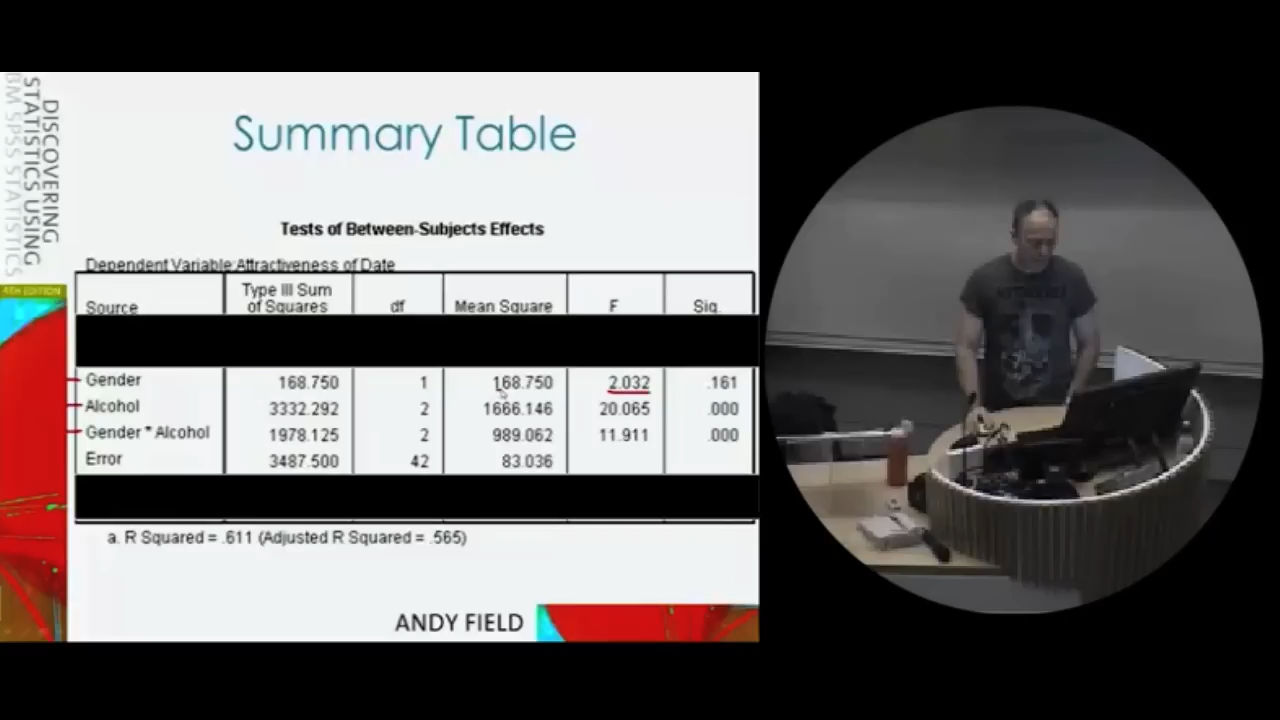 DISCOVERING
STATISTICS USING
BM SPSS STATISTICS
4TH EDITION
Summary Table
Tests of Between-Subjects Effects
Dependent Variable:Attractiveness of Date
Source Type III Sum of Squares df Mean Square F Sig.
Gender 168.750 1 168.750 2.032 .161
Alcohol 3332.292 2 1666.146 20.065 .000
Gender * Alcohol 1978.125 2 989.062 11.911 .000
Error 3487.500 42 83.036
a. R Squared = .611 (Adjusted R Squared = .565)
ANDY FIELD